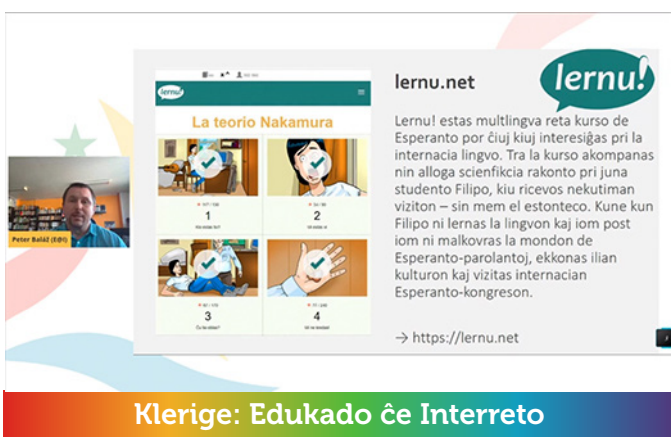 lernu!
La teorio Nakamura
1
2
3
4
Peter Baláž (E@I)
lernu.net
lernu!
Lernu! estas multlingva reta kurso de
Esperanto por ĉiuj kiuj interesiĝas pri la
internacia lingvo. Tra la kurso akompanas
nin alloga scienfikcia rakonto pri juna
studento Filipo, kiu ricevos nekutiman
viziton – sin mem el estonteco. Kune kun
Filipo ni lernas la lingvon kaj iom post
iom ni malkovras la mondon de
Esperanto-parolantoj, ekkonas ilian
kulturon kaj vizitas internacian
Esperanto-kongreson.
→ https://lernu.net
Klerige: Edukado ĉe Interreto